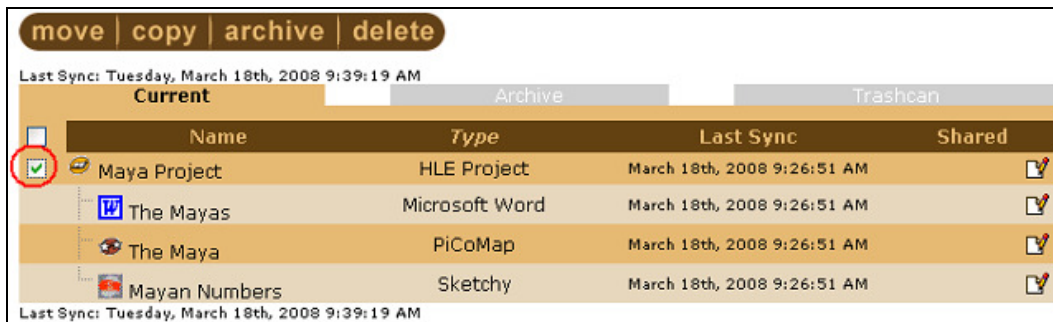 move | copy | archive | delete
Last Sync: Tuesday, March 18th, 2008 9:39:19 AM
Current Archive Trashcan
Name Type Last Sync Shared
Maya Project HLE Project March 18th, 2008 9:26:51 AM
The Mayas Microsoft Word March 18th, 2008 9:26:51 AM
The Maya PiCoMap March 18th, 2008 9:26:51 AM
Mayan Numbers Sketchy March 18th, 2008 9:26:51 AM
Last Sync: Tuesday, March 18th, 2008 9:39:19 AM